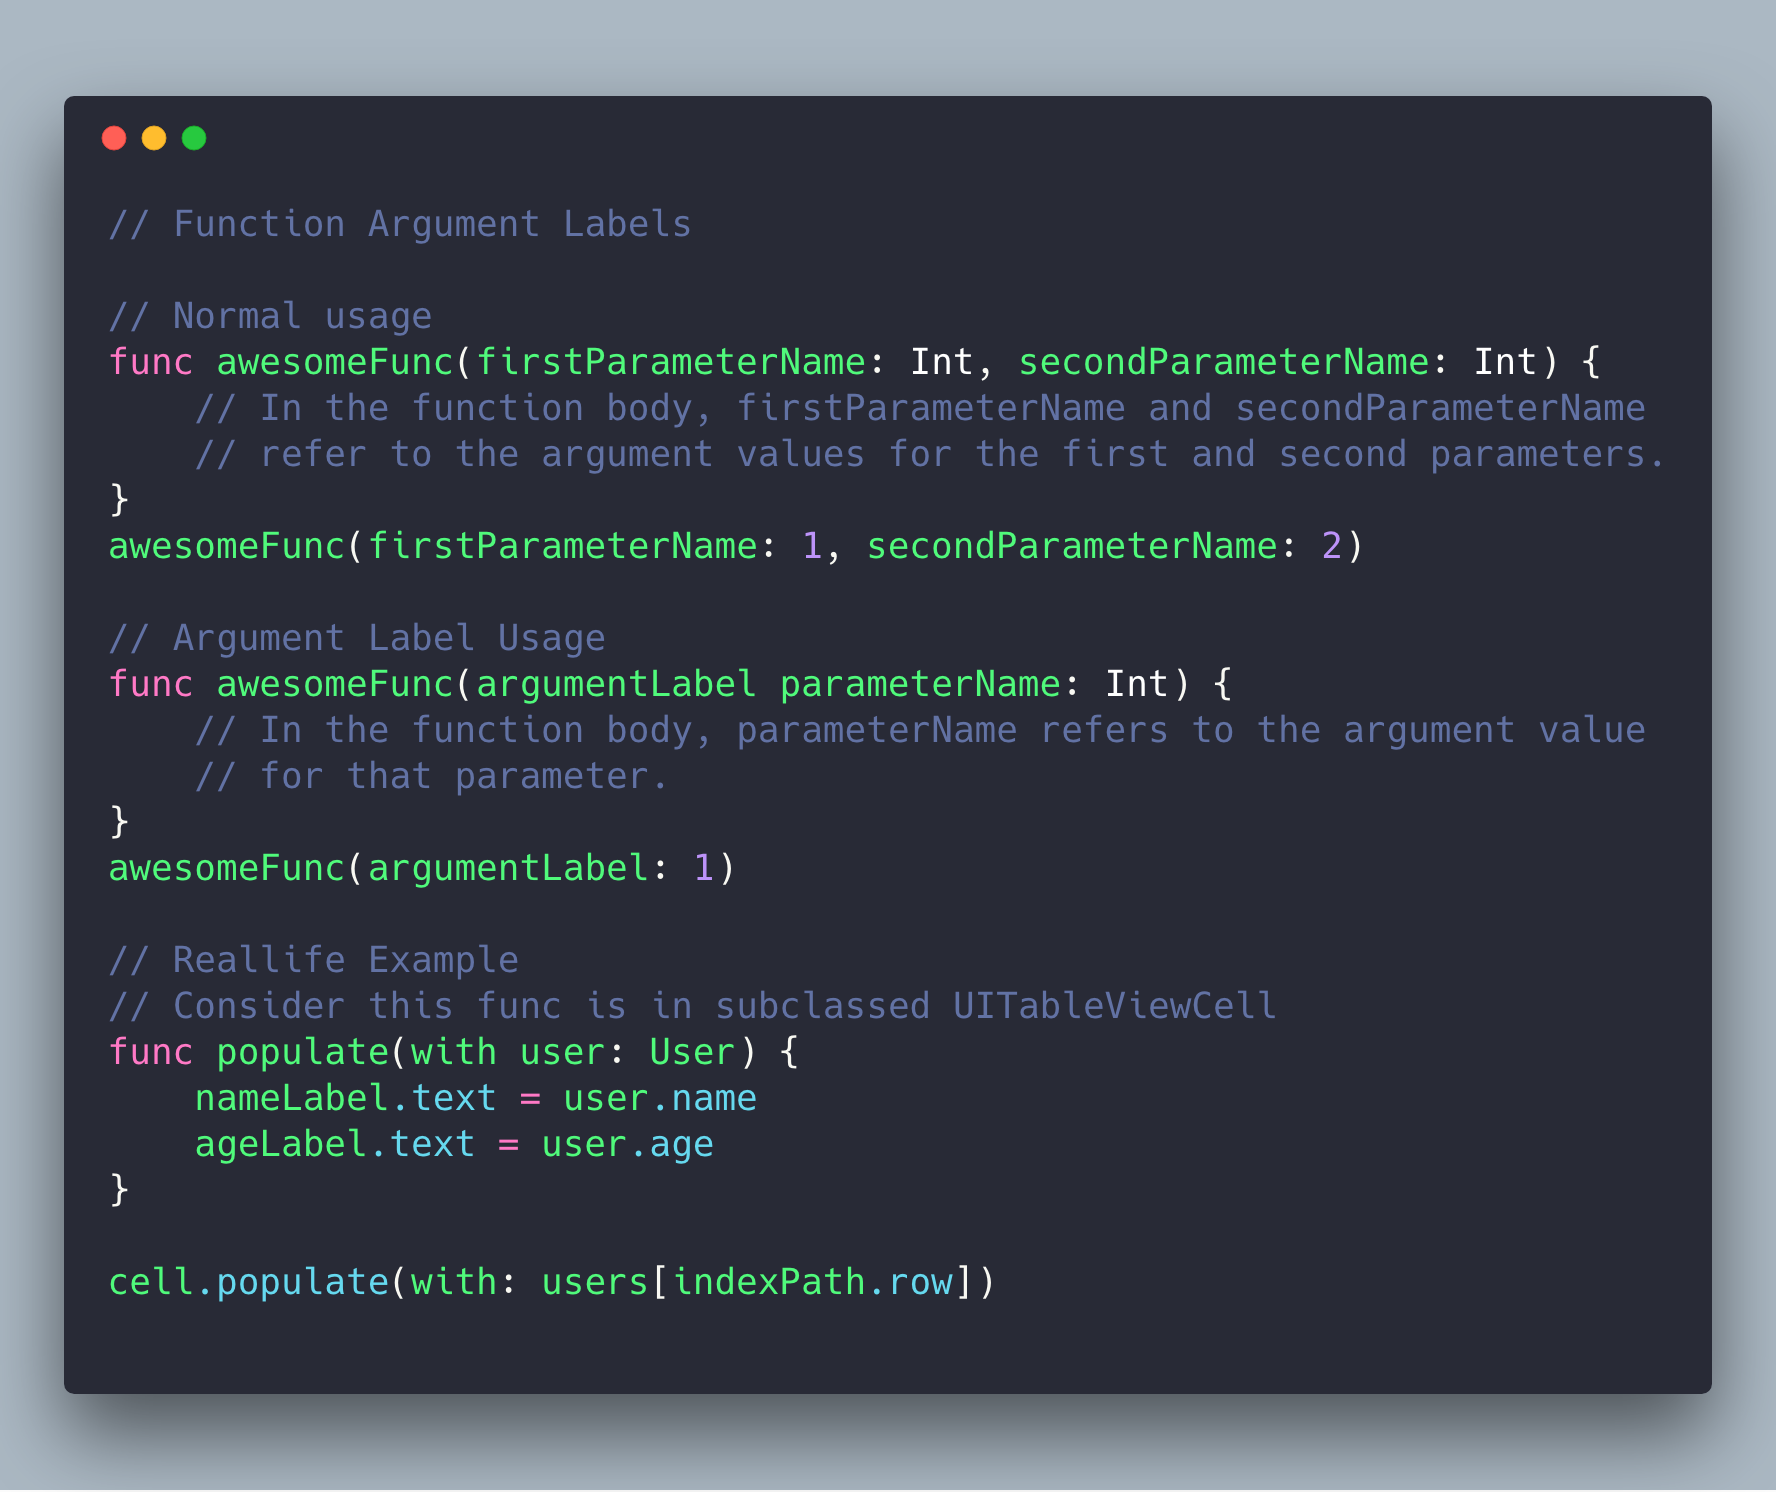 // Function Argument Labels

// Normal usage
func awesomeFunc(firstParameterName: Int, secondParameterName: Int) {
    // In the function body, firstParameterName and secondParameterName
    // refer to the argument values for the first and second parameters.
}
awesomeFunc(firstParameterName: 1, secondParameterName: 2)

// Argument Label Usage
func awesomeFunc(argumentLabel parameterName: Int) {
    // In the function body, parameterName refers to the argument value
    // for that parameter.
}
awesomeFunc(argumentLabel: 1)

// Reallife Example
// Consider this func is in subclassed UITableViewCell
func populate(with user: User) {
    nameLabel.text = user.name
    ageLabel.text = user.age
}

cell.populate(with: users[indexPath.row])